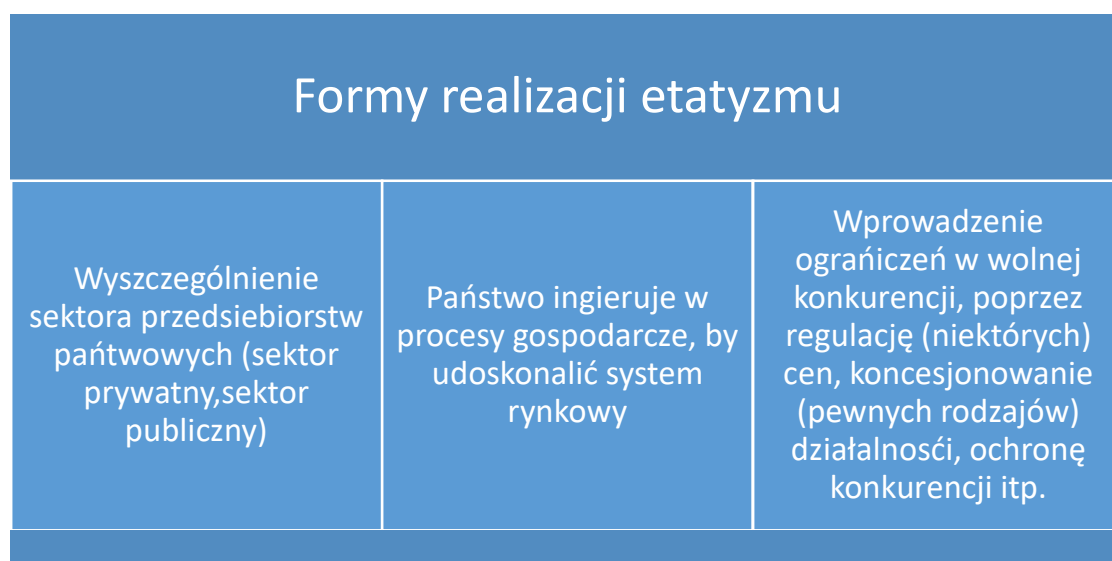 Formy realizacji etatyzmu
Wyszczególnienie
sektora przedsiebiorstw
pańtwowych (sektor
prywatny,sektor
publiczny)
Państwo ingieruje w
procesy gospodarcze, by
udoskonalić system
rynkowy
Wprowadzenie
ograńiczeń w wolnej
konkurencji, poprzez
regulację (niektórych)
cen, koncesjonowanie
(pewnych rodzajów)
działalnosći, ochronę
konkurencji itp.